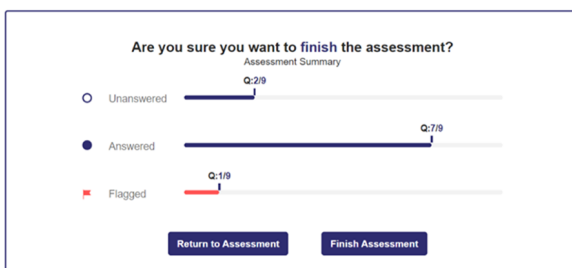 Are you sure you want to finish the assessment?
Assessment Summary
Q:2/9
Unanswered
Q:7/9
Answered
Q:1/9
Flagged
Return to Assessment Finish Assessment